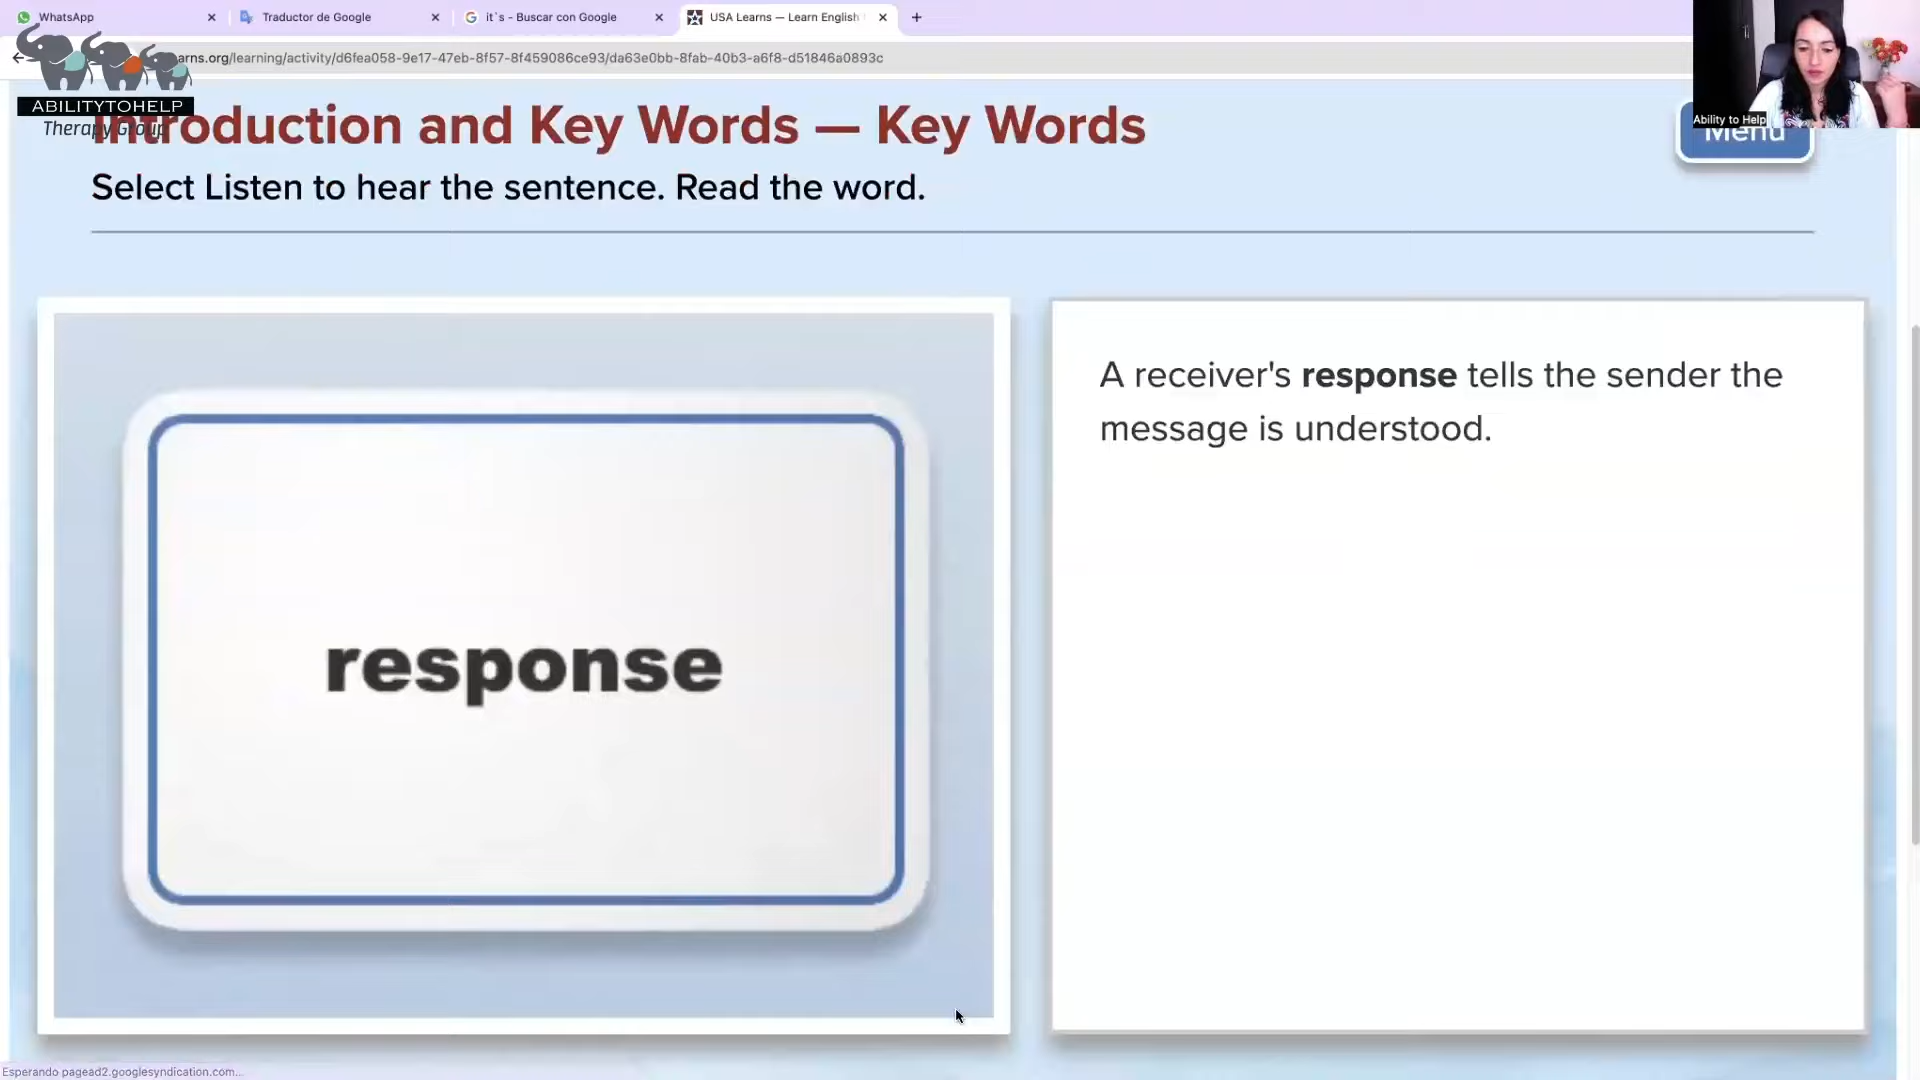 WhatsApp
Traductor de Google
it`s - Buscar con Google
USA Learns — Learn English
arns.org/learning/activity/d6fea058-9e17-47eb-8f57-8f459086ce93/da63e0bb-8fab-40b3-a6f8-d51846a0893c
ABILITYTOHELP
Therapy Group
Introduction and Key Words — Key Words
Ability to Help
Menu
Select Listen to hear the sentence. Read the word.
response
A receiver's response tells the sender the
message is understood.
Esperando pagead2.googlesyndication.com...